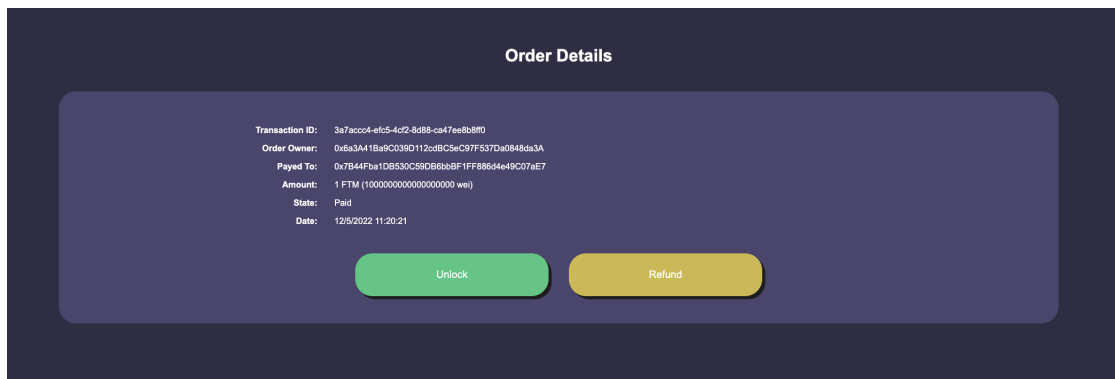 Order Details
Transaction ID: 3a7accc4-efc5-4cf2-8d88-ca47ee8b8ff0
Order Owner: 0x6a3A41Ba9C039D112cdBC5eC97F537Da0848da3A
Payed To: 0x7B44Fba1DB530C59DB6bbBF1FF886d4e49C07aE7
Amount: 1 FTM (1000000000000000000 wei)
State: Paid
Date: 12/5/2022 11:20:21
Unlock Refund